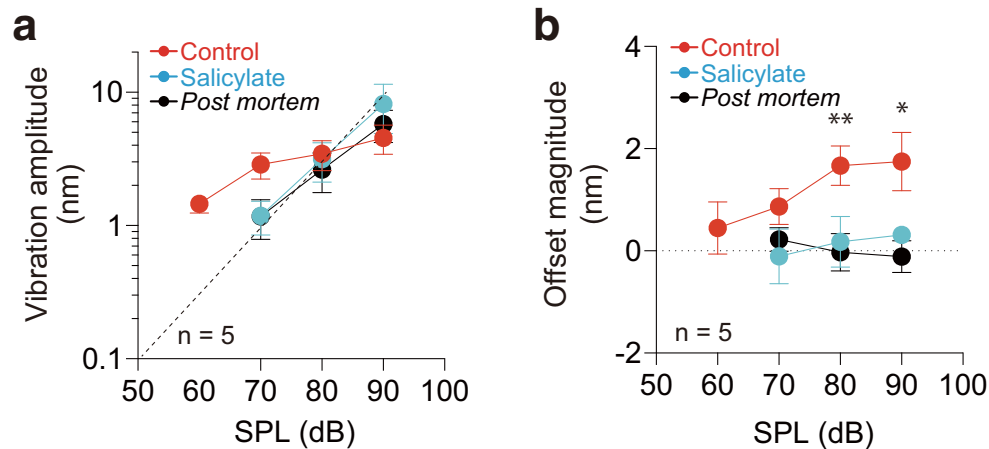 a
Control
Salicylate
Post mortem
Vibration amplitude
(nm)
10
1
0.1
n = 5
50 60 70 80 90 100
SPL (dB)
b
Control
Salicylate
Post mortem
**
*
Offset magnitude
(nm)
4
2
0
-2
n = 5
50 60 70 80 90 100
SPL (dB)